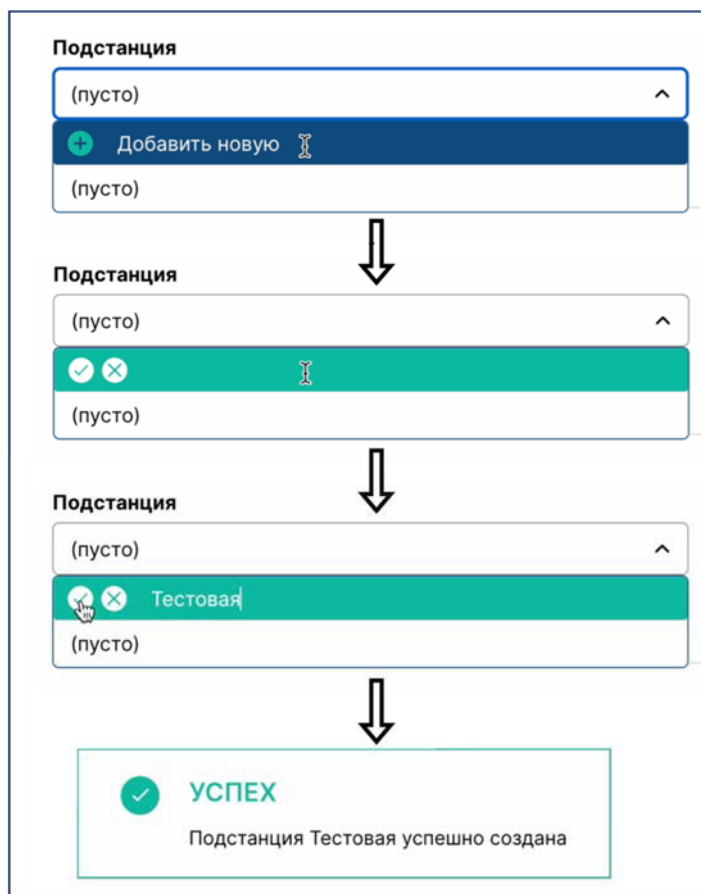 Подстанция
(пусто)
Добавить новую
(пусто)
Подстанция
(пусто)
(пусто)
Подстанция
(пусто)
Тестовая
(пусто)
УСПЕХ
Подстанция Тестовая успешно создана